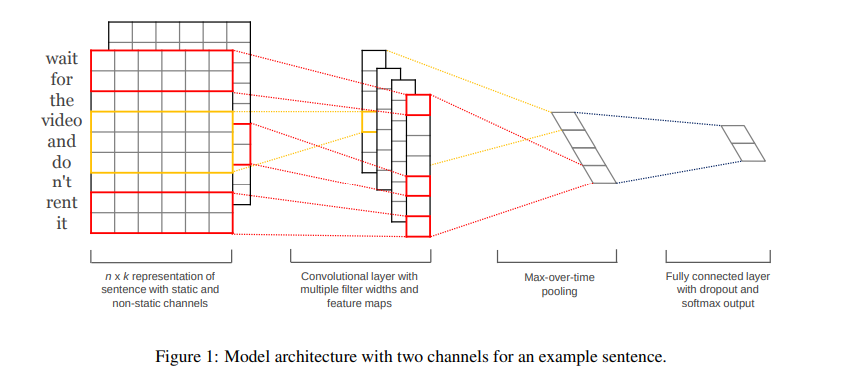 wait
for
the
video
and
do
n't
rent
it
n x k representation of
sentence with static and
non-static channels
Convolutional layer with
multiple filter widths and
feature maps
Max-over-time
pooling
Fully connected layer
with dropout and
softmax output
Figure 1: Model architecture with two channels for an example sentence.